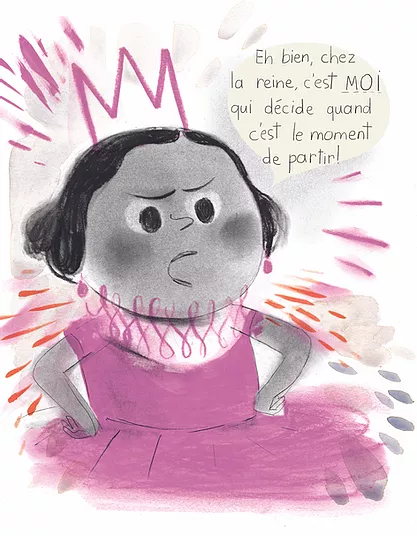 Eh bien, chez
la reine, c'est MOI
qui décide quand
c'est le moment
de partir!